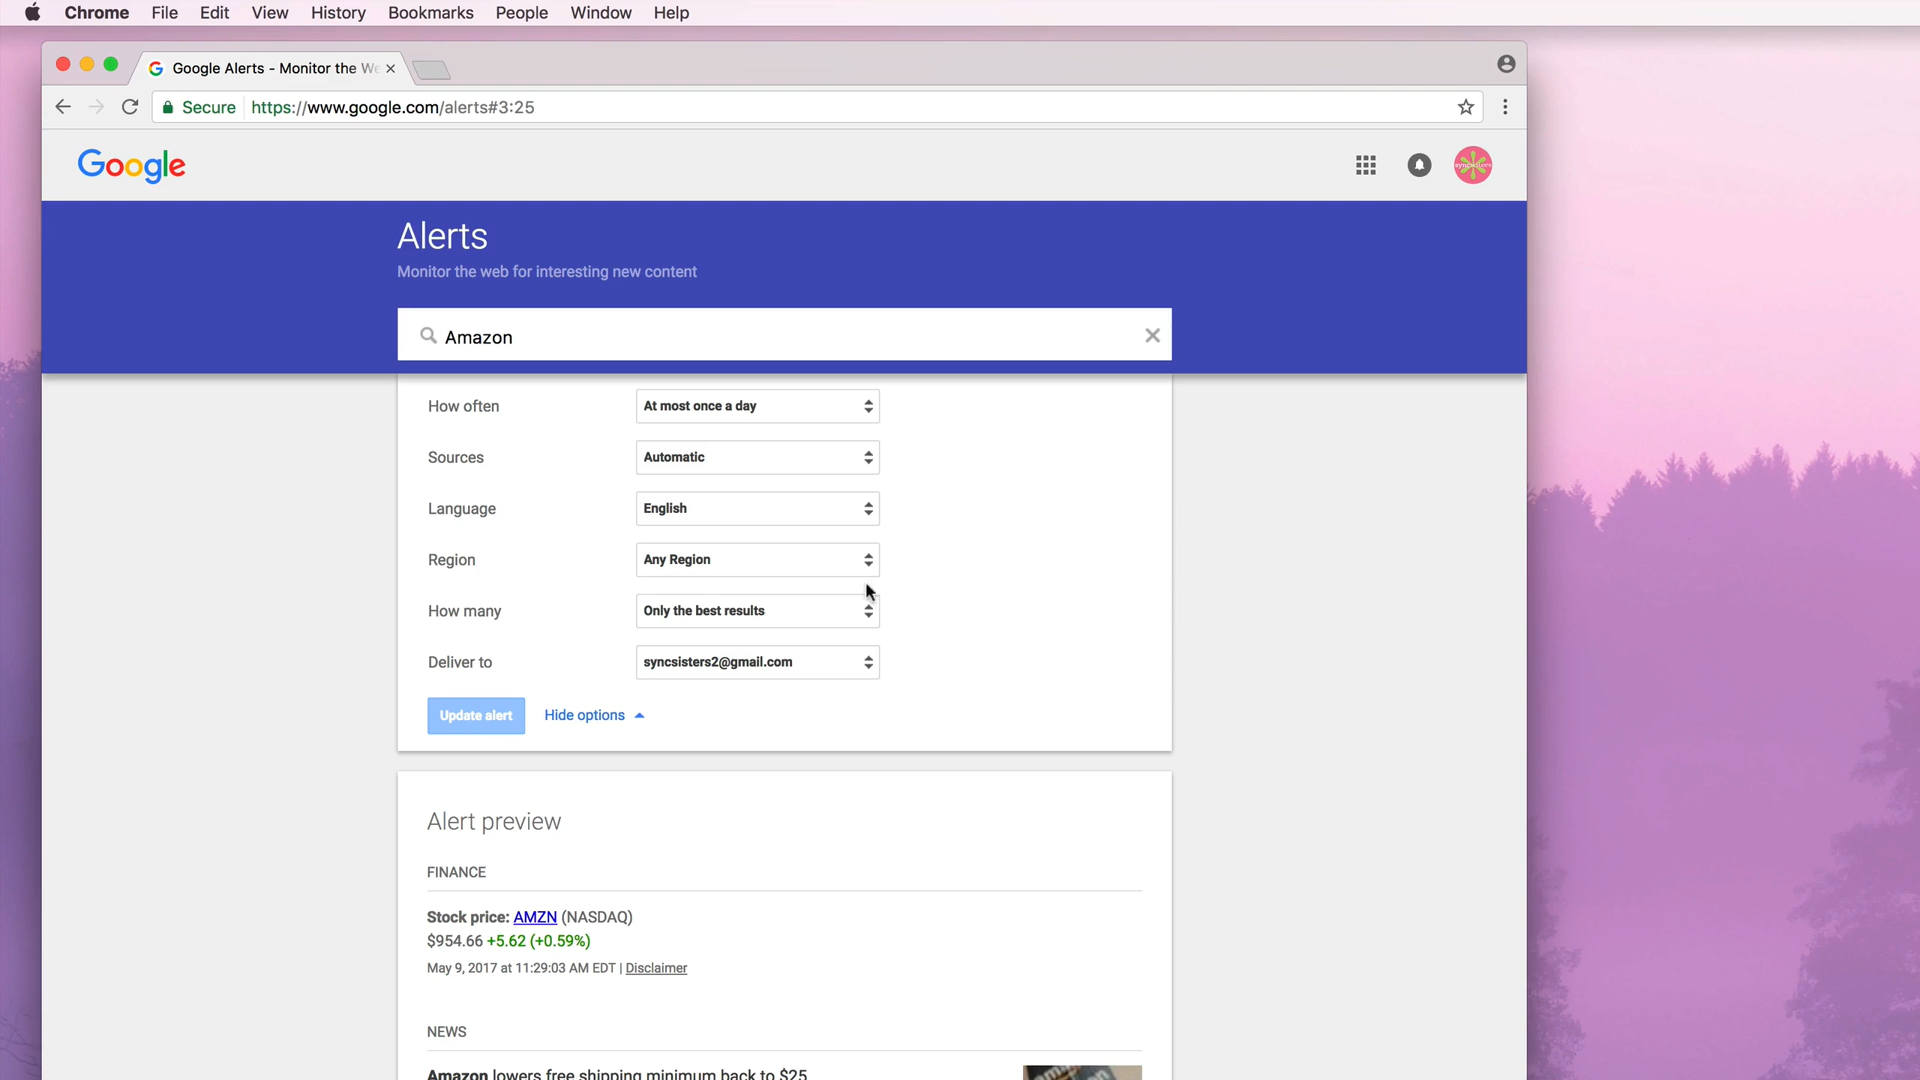 Chrome File Edit View History Bookmarks People Window Help
Google Alerts - Monitor the We
Secure https://www.google.com/alerts#3:25
Google
Alerts
Monitor the web for interesting new content
Amazon
How often At most once a day
Sources Automatic
Language English
Region Any Region
How many Only the best results
Deliver to syncsisters2@gmail.com
Update alert Hide options
Alert preview
FINANCE
Stock price: AMZN (NASDAQ)
$954.66 +5.62 (+0.59%)
May 9, 2017 at 11:29:03 AM EDT | Disclaimer
NEWS
Amazon lowers free shipping minimum back to $25